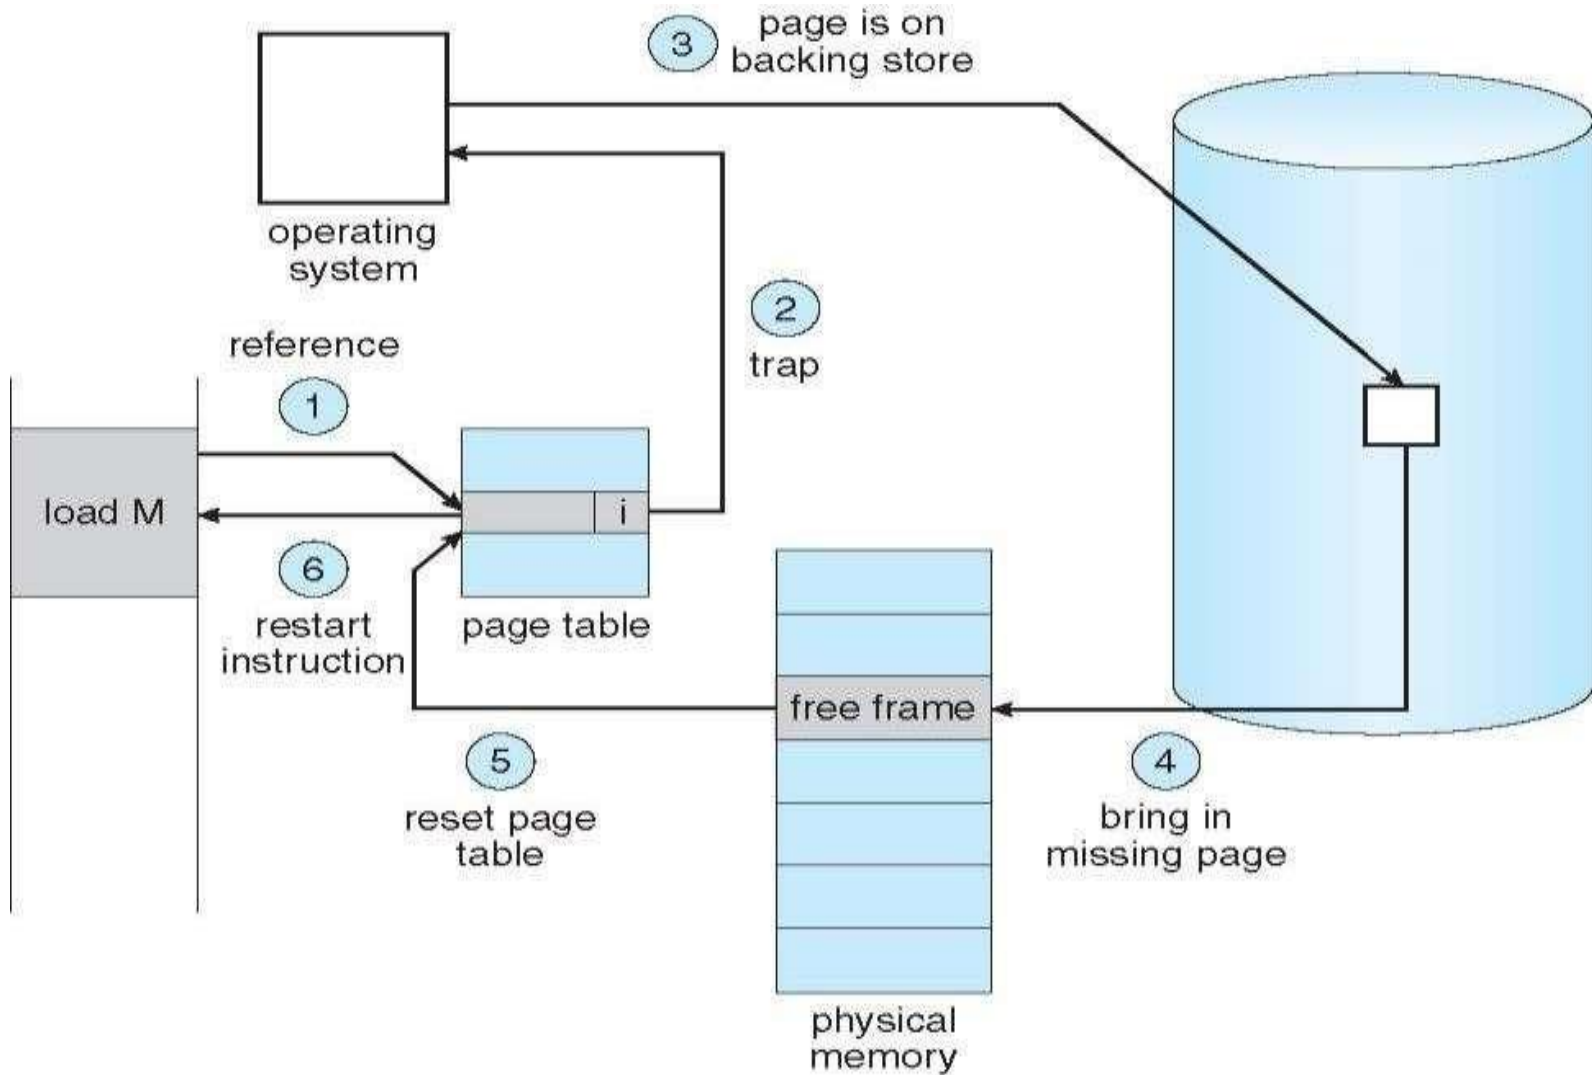 3
page is on
backing store
operating
system
2
trap
reference
1
load M
i
6
restart
instruction
page table
free frame
5
reset page
table
4
bring in
missing page
physical
memory